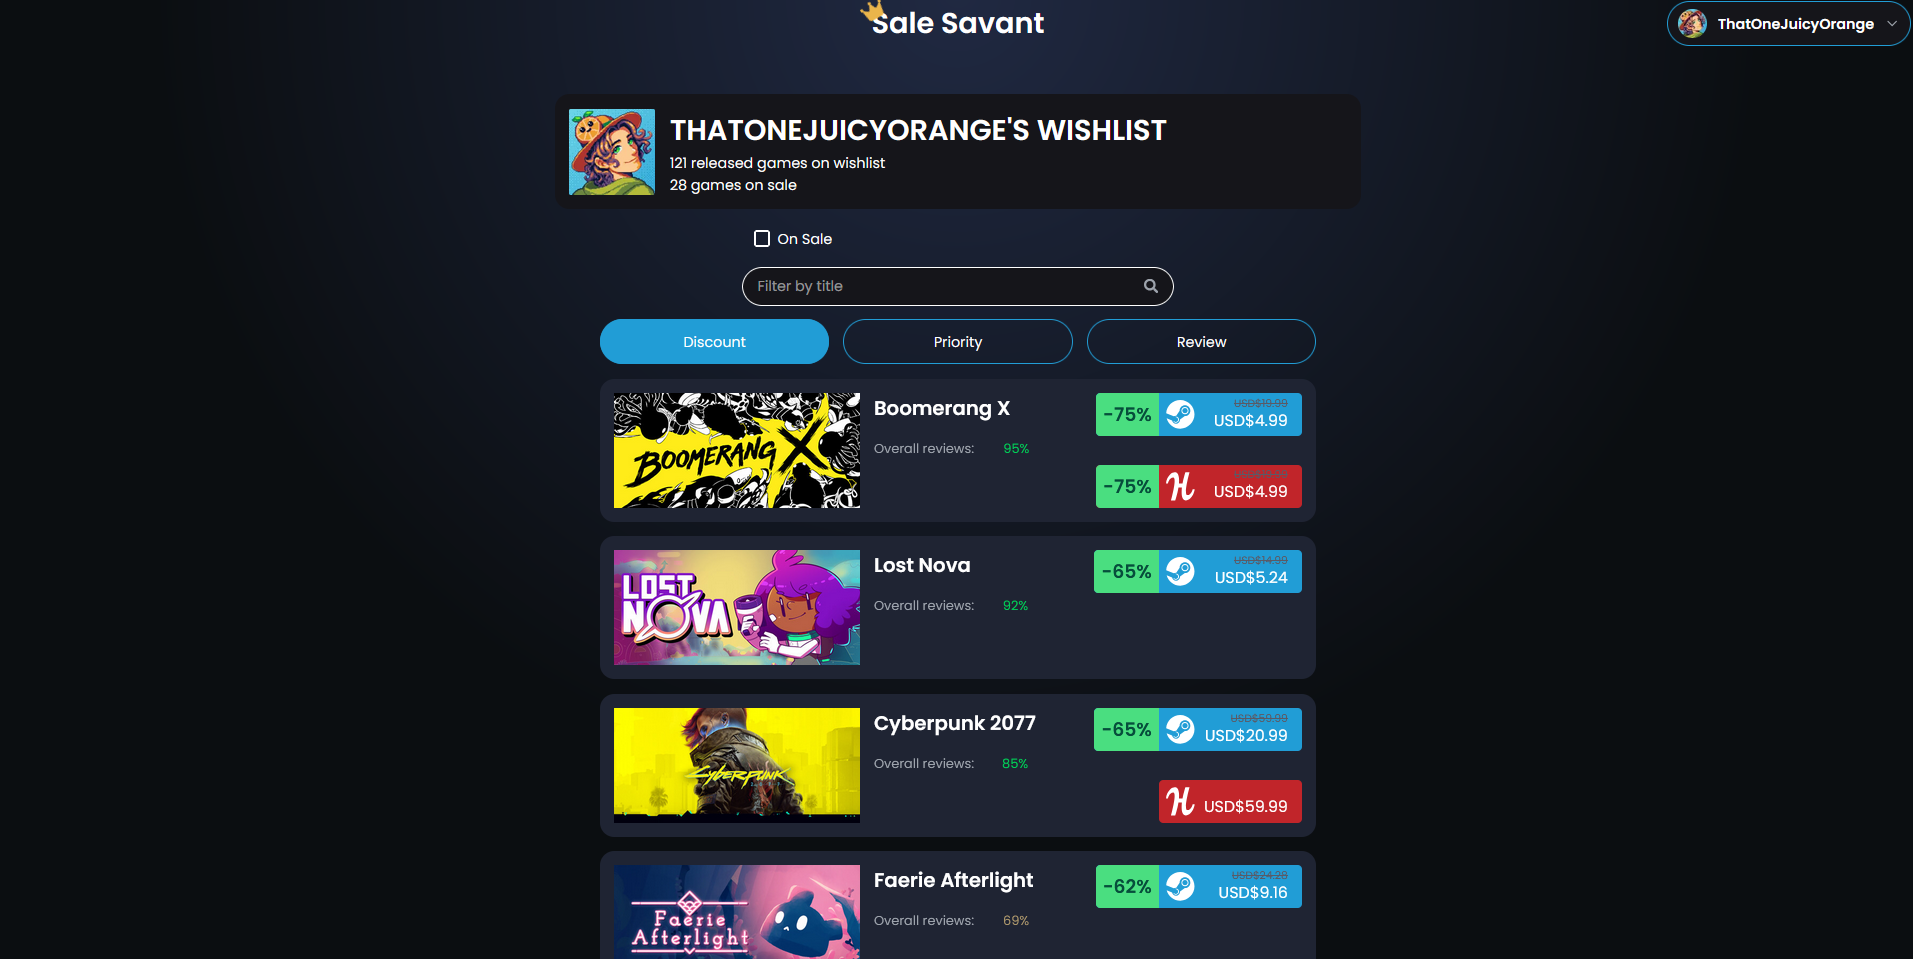 Sale Savant
ThatOneJuicyOrange
THATONEJUICYORANGE'S WISHLIST
121 released games on wishlist
28 games on sale
On Sale
Filter by title
Discount
Priority
Review
BOOMERANG X
Boomerang X
Overall reviews: 95%
-75%
USD$19.99
USD$4.99
-75%
USD$4.99
LOST NOVA
Lost Nova
Overall reviews: 92%
-65%
USD$14.99
USD$5.24
CYBERPUNK
Cyberpunk 2077
Overall reviews: 85%
-65%
USD$59.99
USD$20.99
USD$59.99
Faerie
Afterlight
Faerie Afterlight
Overall reviews: 69%
-62%
USD$24.28
USD$9.16